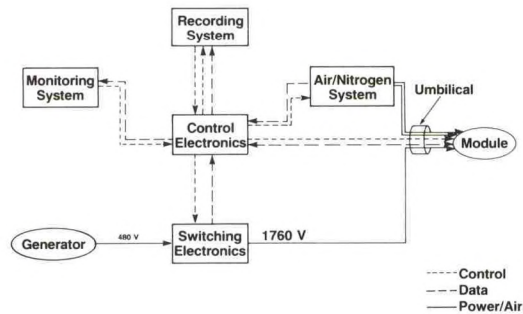 Recording
System
Monitoring
System
Air/Nitrogen
System
Umbilical
Control
Electronics
Module
Generator
480 V
Switching
Electronics
1760 V
Control
Data
Power/Air